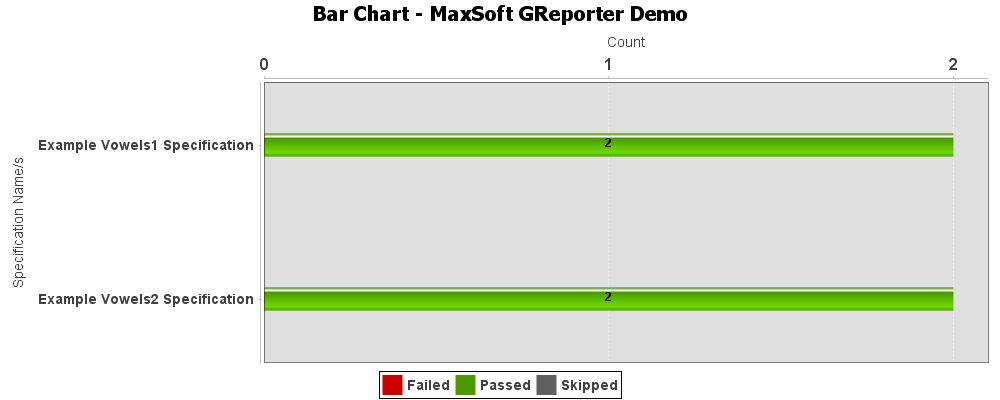 Bar Chart - MaxSoft GReporter Demo
Count
0 1 2
Specification Name/s
Example Vowels1 Specification 2
Example Vowels2 Specification 2
Failed Passed Skipped